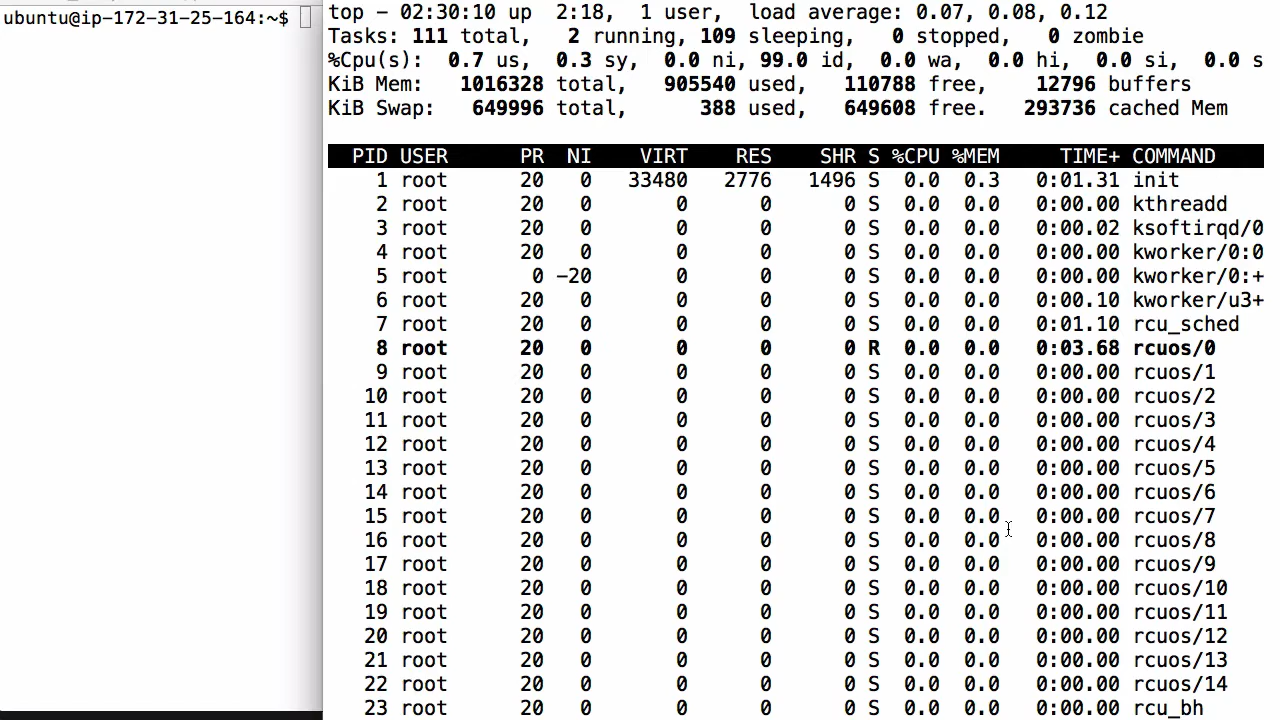 ubuntu@ip-172-31-25-164:~$
top - 02:30:10 up  2:18,  1 user,  load average: 0.07, 0.08, 0.12
Tasks: 111 total,   2 running, 109 sleeping,   0 stopped,   0 zombie
%Cpu(s):  0.7 us,  0.3 sy,  0.0 ni, 99.0 id,  0.0 wa,  0.0 hi,  0.0 si,  0.0 s
KiB Mem:   1016328 total,   905540 used,   110788 free,    12796 buffers
KiB Swap:   649996 total,      388 used,   649608 free.   293736 cached Mem
PID USER      PR  NI    VIRT    RES    SHR S %CPU %MEM     TIME+ COMMAND
1 root      20   0   33480   2776   1496 S  0.0  0.3   0:01.31 init
2 root      20   0       0      0      0 S  0.0  0.0   0:00.00 kthreadd
3 root      20   0       0      0      0 S  0.0  0.0   0:00.02 ksoftirqd/0
4 root      20   0       0      0      0 S  0.0  0.0   0:00.00 kworker/0:0
5 root       0 -20       0      0      0 S  0.0  0.0   0:00.00 kworker/0:+
6 root      20   0       0      0      0 S  0.0  0.0   0:00.10 kworker/u3+
7 root      20   0       0      0      0 S  0.0  0.0   0:01.10 rcu_sched
8 root      20   0       0      0      0 R  0.0  0.0   0:03.68 rcuos/0
9 root      20   0       0      0      0 S  0.0  0.0   0:00.00 rcuos/1
10 root      20   0       0      0      0 S  0.0  0.0   0:00.00 rcuos/2
11 root      20   0       0      0      0 S  0.0  0.0   0:00.00 rcuos/3
12 root      20   0       0      0      0 S  0.0  0.0   0:00.00 rcuos/4
13 root      20   0       0      0      0 S  0.0  0.0   0:00.00 rcuos/5
14 root      20   0       0      0      0 S  0.0  0.0   0:00.00 rcuos/6
15 root      20   0       0      0      0 S  0.0  0.0   0:00.00 rcuos/7
16 root      20   0       0      0      0 S  0.0  0.0   0:00.00 rcuos/8
17 root      20   0       0      0      0 S  0.0  0.0   0:00.00 rcuos/9
18 root      20   0       0      0      0 S  0.0  0.0   0:00.00 rcuos/10
19 root      20   0       0      0      0 S  0.0  0.0   0:00.00 rcuos/11
20 root      20   0       0      0      0 S  0.0  0.0   0:00.00 rcuos/12
21 root      20   0       0      0      0 S  0.0  0.0   0:00.00 rcuos/13
22 root      20   0       0      0      0 S  0.0  0.0   0:00.00 rcuos/14
23 root      20   0       0      0      0 S  0.0  0.0   0:00.00 rcu_bh